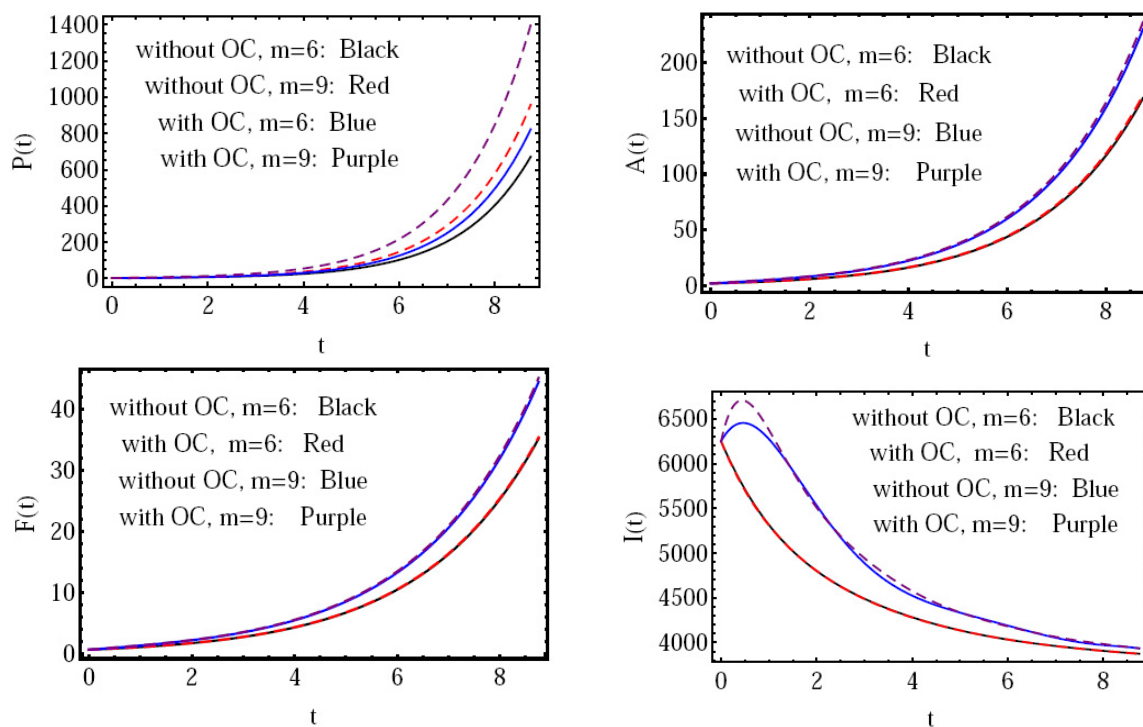 1400
1200
1000
800
600
400
200
0
P(t)
without OC, m=6: Black
without OC, m=9: Red
with OC, m=6: Blue
with OC, m=9: Purple
0 2 4 6 8
t
200
150
100
50
0
A(t)
without OC, m=6: Black
with OC, m=6: Red
without OC, m=9: Blue
with OC, m=9: Purple
0 2 4 6 8
t
40
30
20
10
0
F(t)
without OC, m=6: Black
with OC, m=6: Red
without OC, m=9: Blue
with OC, m=9: Purple
0 2 4 6 8
t
6500
6000
5500
5000
4500
4000
I(t)
without OC, m=6: Black
with OC, m=6: Red
without OC, m=9: Blue
with OC, m=9: Purple
0 2 4 6 8
t